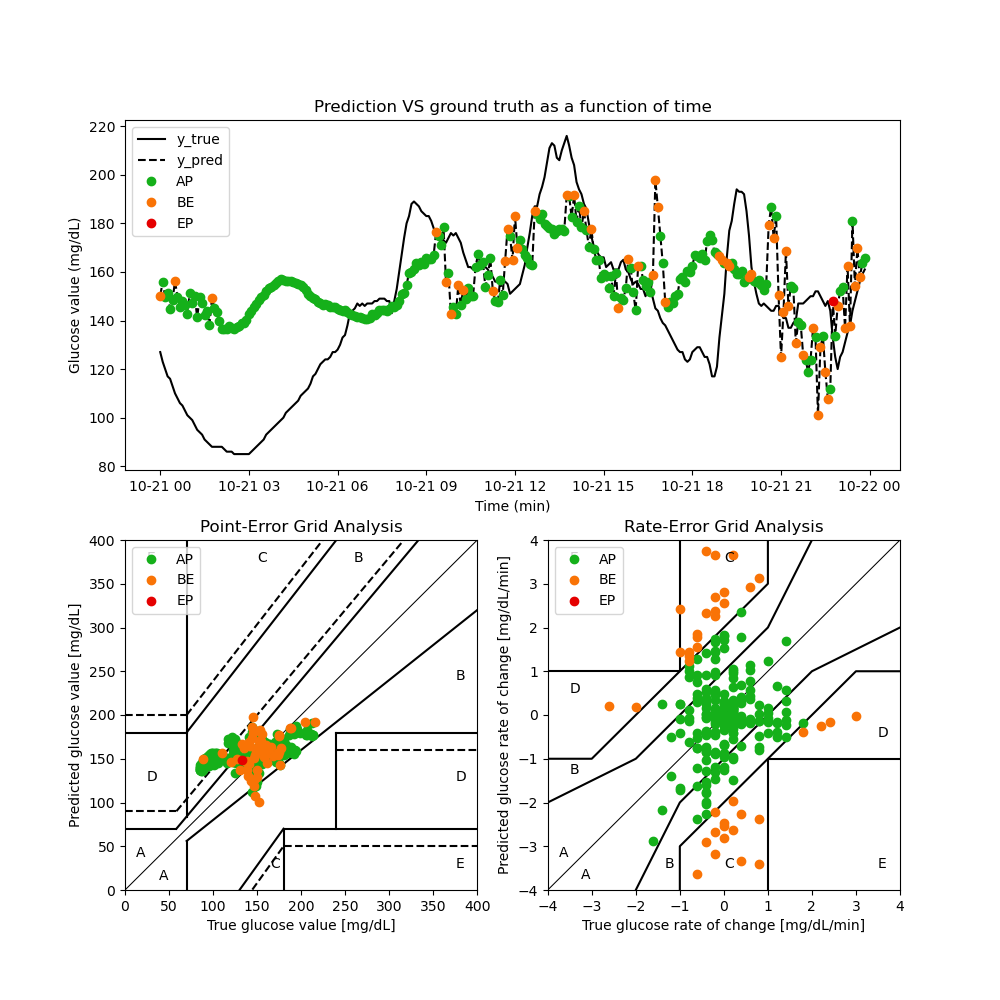 Prediction VS ground truth as a function of time
y_true
y_pred
AP
BE
EP
Glucose value (mg/dL)
220
200
180
160
140
120
100
80
10-21 00 10-21 03 10-21 06 10-21 09 10-21 12 10-21 15 10-21 18 10-21 21 10-22 00
Time (min)
Point-Error Grid Analysis
AP
BE
EP
C
B
B
D
D
A
A
C
E
Predicted glucose value [mg/dL]
400
350
300
250
200
150
100
50
0
0 50 100 150 200 250 300 350 400
True glucose value [mg/dL]
Rate-Error Grid Analysis
AP
BE
EP
C
D
D
B
A
A
B
C
E
Predicted glucose rate of change [mg/dL/min]
4
3
2
1
0
−1
−2
−3
−4
−4 −3 −2 −1 0 1 2 3 4
True glucose rate of change [mg/dL/min]